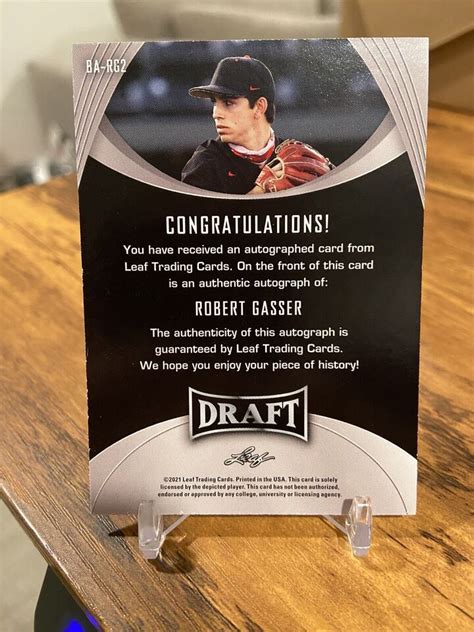 BA-RG2
CONGRATULATIONS!
You have received an autographed card from
Leaf Trading Cards. On the front of this card
is an authentic autograph of:
ROBERT GASSER
The authenticity of this autograph is
guaranteed by Leaf Trading Cards.
We hope you enjoy your piece of history!
DRAFT
Leaf
©2021 Leaf Trading Cards. Printed in the USA. This card is solely
licensed by the depicted player. This card has not been authorized,
endorsed or approved by any college, university or licensing agency.